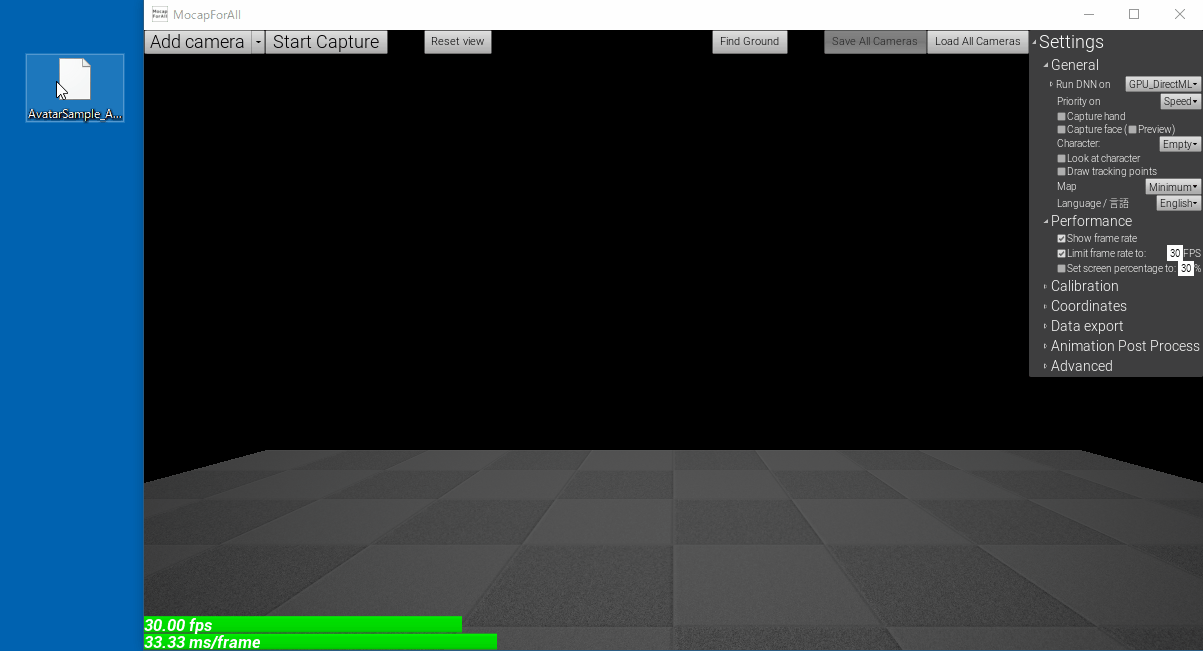 MocapForAll
Add camera Start Capture Reset view Find Ground Save All Cameras Load All Cameras
AvatarSample_A...
Settings
General
Run DNN on GPU_DirectML
Priority on Speed
Capture hand
Capture face ( Preview)
Character: Empty
Look at character
Draw tracking points
Map Minimum
Language / 言語 English
Performance
Show frame rate
Limit frame rate to: 30 FPS
Set screen percentage to: 30 %
Calibration
Coordinates
Data export
Animation Post Process
Advanced
30.00 fps
33.33 ms/frame